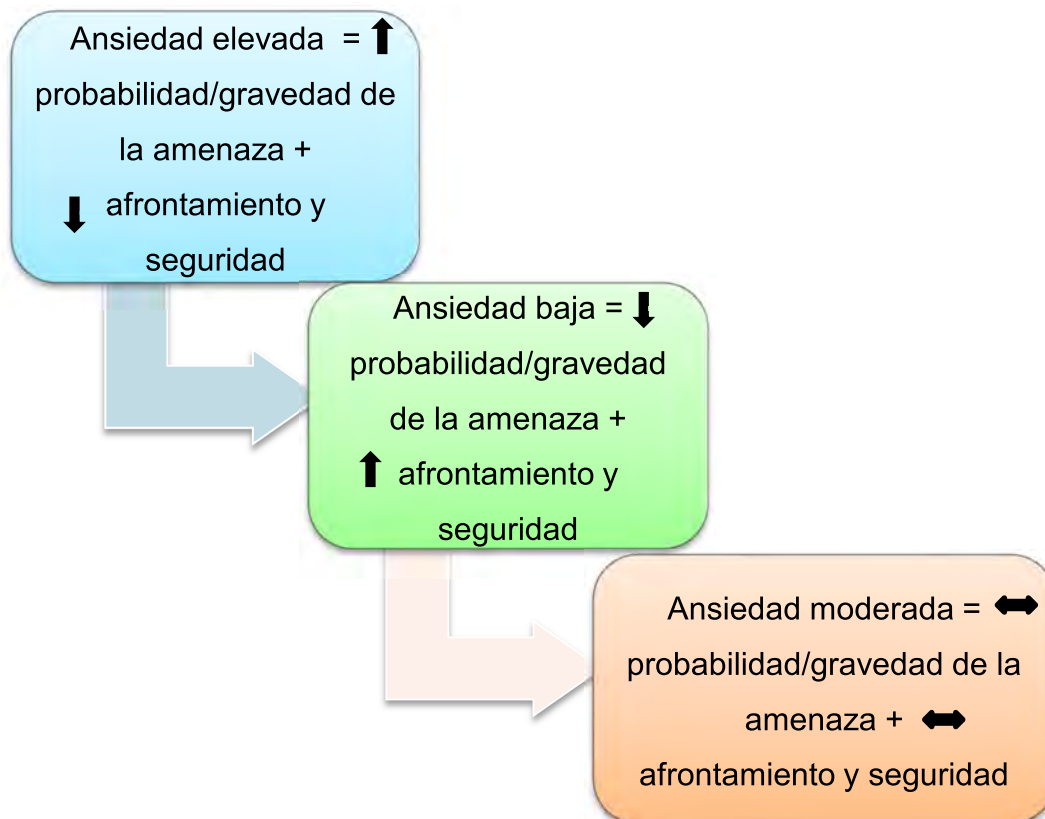 Ansiedad elevada = ⬆
probabilidad/gravedad de
la amenaza +
⬇ afrontamiento y
seguridad
Ansiedad baja = ⬇
probabilidad/gravedad
de la amenaza +
⬆ afrontamiento y
seguridad
Ansiedad moderada = ⬌
probabilidad/gravedad de la
amenaza + ⬌
afrontamiento y seguridad